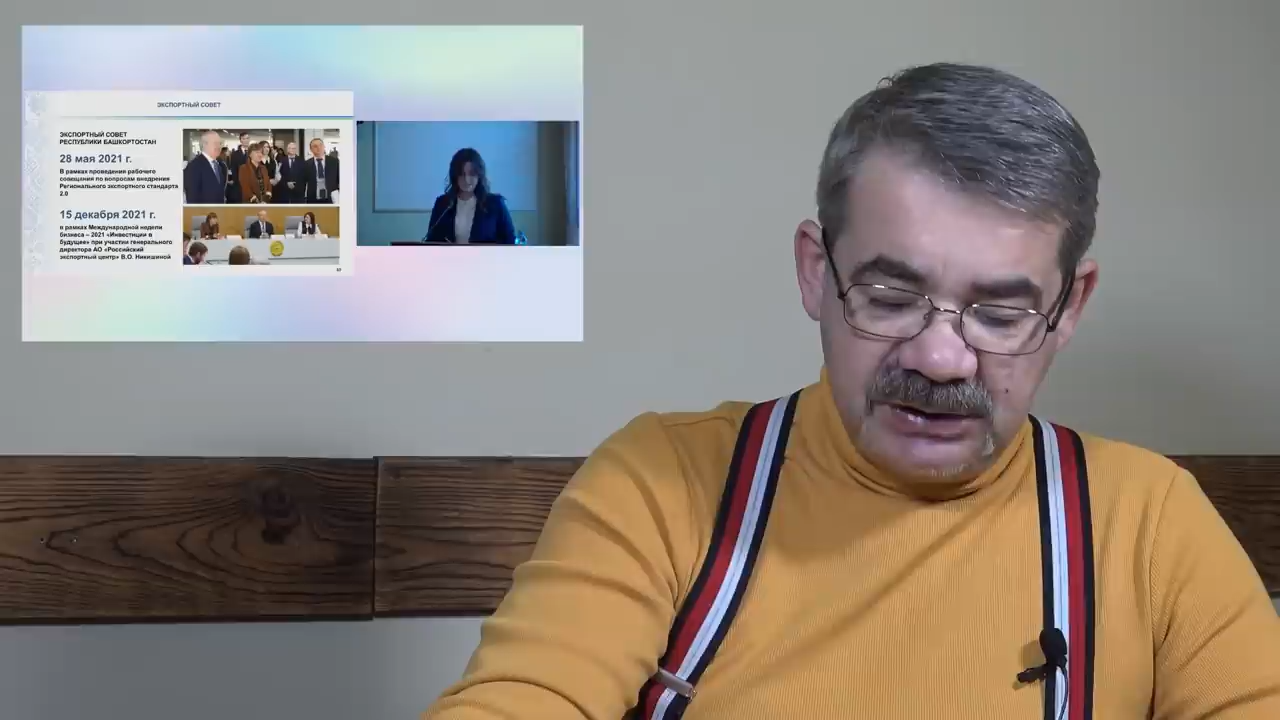 ЭКСПОРТНЫЙ СОВЕТ
ЭКСПОРТНЫЙ СОВЕТ
РЕСПУБЛИКИ БАШКОРТОСТАН
28 мая 2021 г.
В рамках проведения рабочего
совещания по вопросам внедрения
Регионального экспортного стандарта
2.0
15 декабря 2021 г.
в рамках Международной недели
бизнеса – 2021 «Инвестиции в
будущее» при участии генерального
директора АО «Российский
экспортный центр» В.О. Никишиной